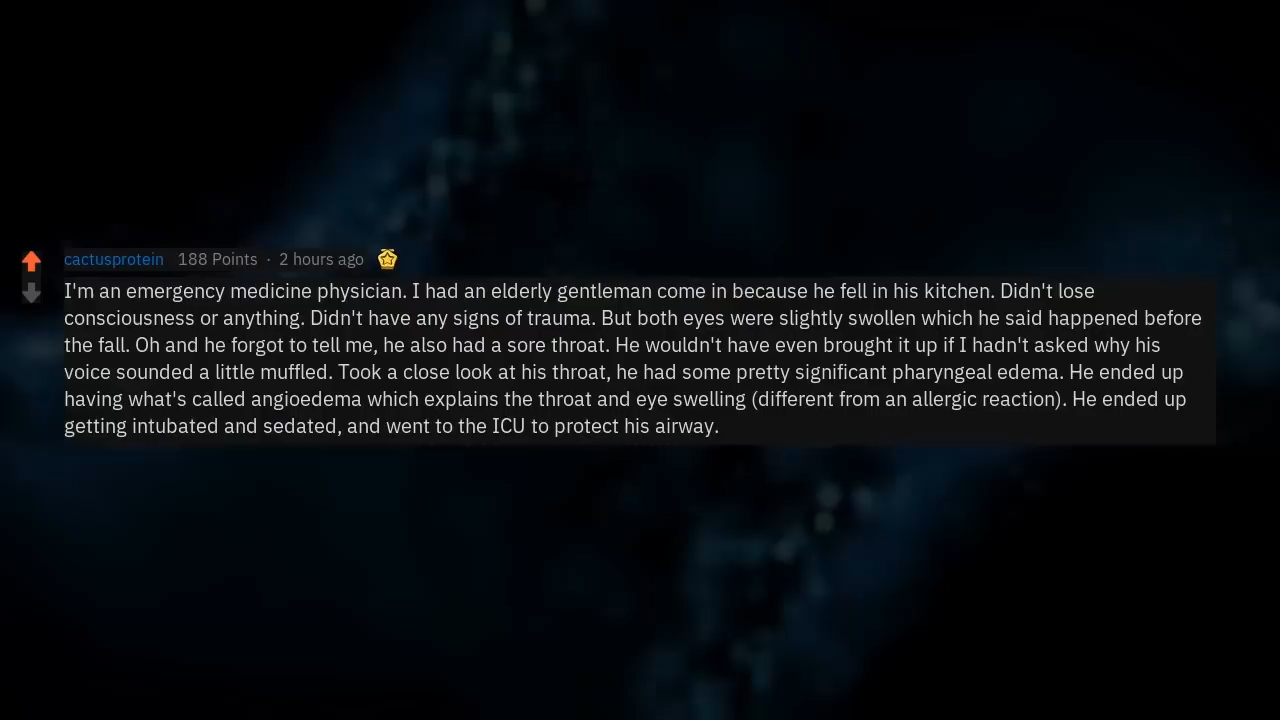 cactusprotein 188 Points · 2 hours ago
I'm an emergency medicine physician. I had an elderly gentleman come in because he fell in his kitchen. Didn't lose
consciousness or anything. Didn't have any signs of trauma. But both eyes were slightly swollen which he said happened before
the fall. Oh and he forgot to tell me, he also had a sore throat. He wouldn't have even brought it up if I hadn't asked why his
voice sounded a little muffled. Took a close look at his throat, he had some pretty significant pharyngeal edema. He ended up
having what's called angioedema which explains the throat and eye swelling (different from an allergic reaction). He ended up
getting intubated and sedated, and went to the ICU to protect his airway.